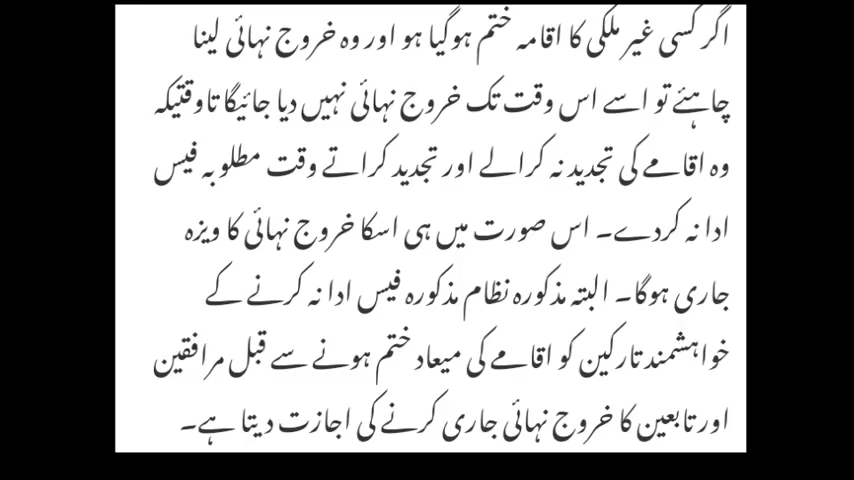 اگر کسی غیر ملکی کا اقامہ ختم ہوگیا ہو اور وہ خروج نہائی لینا
چاہئے تو اسے اس وقت تک خروج نہائی نہیں دیا جائیگا تاوقتیکہ
وہ اقامے کی تجدید نہ کرالے اور تجدید کراتے وقت مطلوبہ فیس
ادا نہ کردے۔ اس صورت میں ہی اسکا خروج نہائی کا ویزہ
جاری ہوگا۔ البتہ مذکورہ نظام مذکورہ فیس ادا نہ کرنے کے
خواہشمند تارکین کو اقامے کی میعاد ختم ہونے سے قبل مرافقین
اور تابعین کا خروج نہائی جاری کرنے کی اجازت دیتا ہے۔